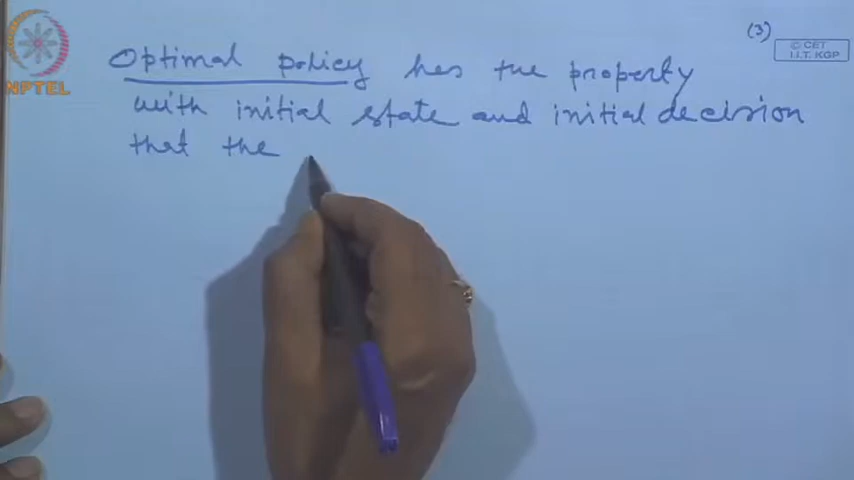 (3)
© CET
I.I.T. KGP
NPTEL
Optimal policy has the property
with initial state and initial decision
that the